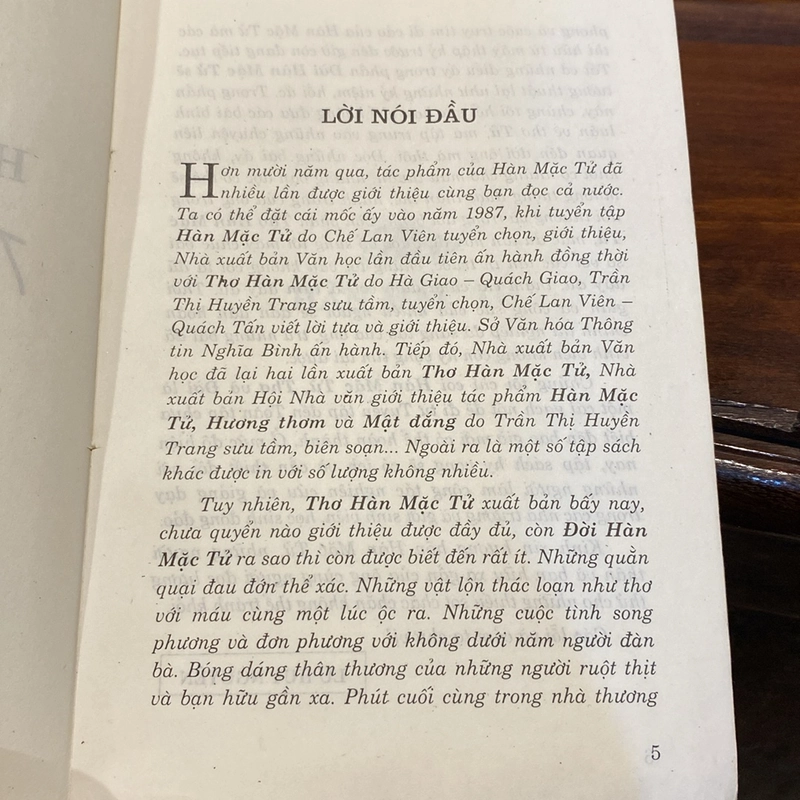 LỜI NÓI ĐẦU
Hơn mười năm qua, tác phẩm của Hàn Mặc Tử đã
nhiều lần được giới thiệu cùng bạn đọc cả nước.
Ta có thể đặt cái mốc ấy vào năm 1987, khi tuyển tập
Hàn Mặc Tử do Chế Lan Viên tuyển chọn, giới thiệu,
Nhà xuất bản Văn học lần đầu tiên ấn hành đồng thời
với Thơ Hàn Mặc Tử do Hà Giao – Quách Giao, Trần
Thị Huyền Trang sưu tầm, tuyển chọn, Chế Lan Viên –
Quách Tấn viết lời tựa và giới thiệu. Sở Văn hóa Thông
tin Nghĩa Bình ấn hành. Tiếp đó, Nhà xuất bản Văn
học đã lại hai lần xuất bản Thơ Hàn Mặc Tử, Nhà
xuất bản Hội Nhà văn giới thiệu tác phẩm Hàn Mặc
Tử, Hương thơm và Mật đắng do Trần Thị Huyền
Trang sưu tầm, biên soạn... Ngoài ra là một số tập sách
khác được in với số lượng không nhiều.
Tuy nhiên, Thơ Hàn Mặc Tử xuất bản bấy nay,
chưa quyển nào giới thiệu được đầy đủ, còn Đời Hàn
Mặc Tử ra sao thì còn được biết đến rất ít. Những quằn
quại đau đớn thể xác. Những vật lộn thác loạn như thơ
với máu cùng một lúc ộc ra. Những cuộc tình song
phương và đơn phương với không dưới năm người đàn
bà. Bóng dáng thân thương của những người ruột thịt
và bạn hữu gần xa. Phút cuối cùng trong nhà thương
5